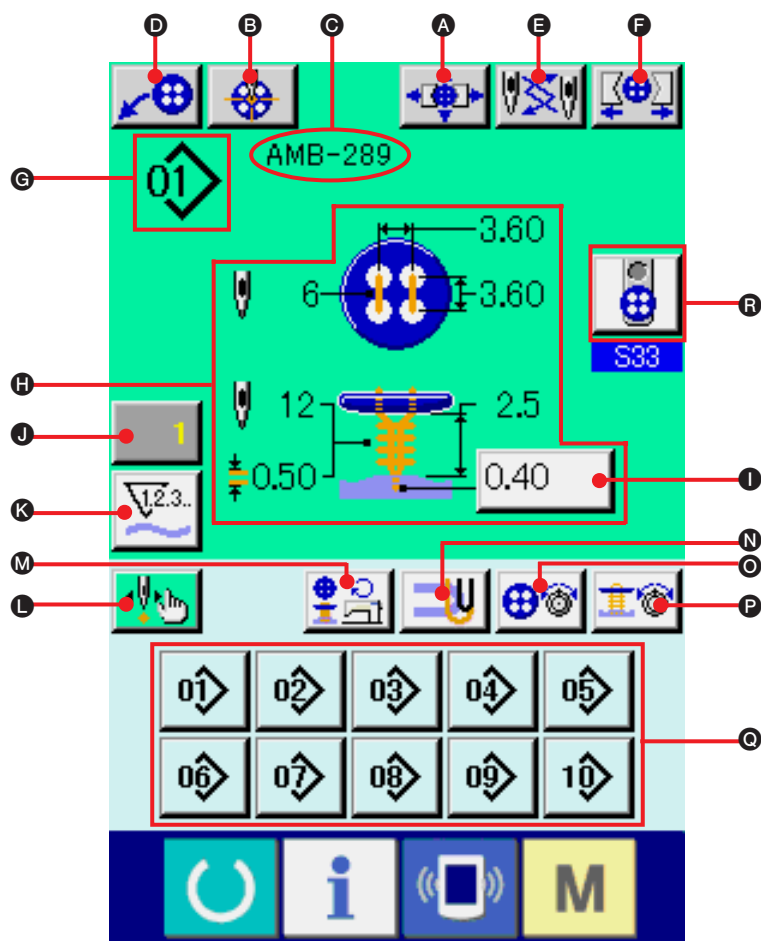 D B C A E F
AMB-289
G 01
3.60
6 3.60
R
S33
H
12 2.5
J 1
0.50 0.40 I
K 1.2.3..
N
M O
L P
01 02 03 04 05
Q
06 07 08 09 10
i M